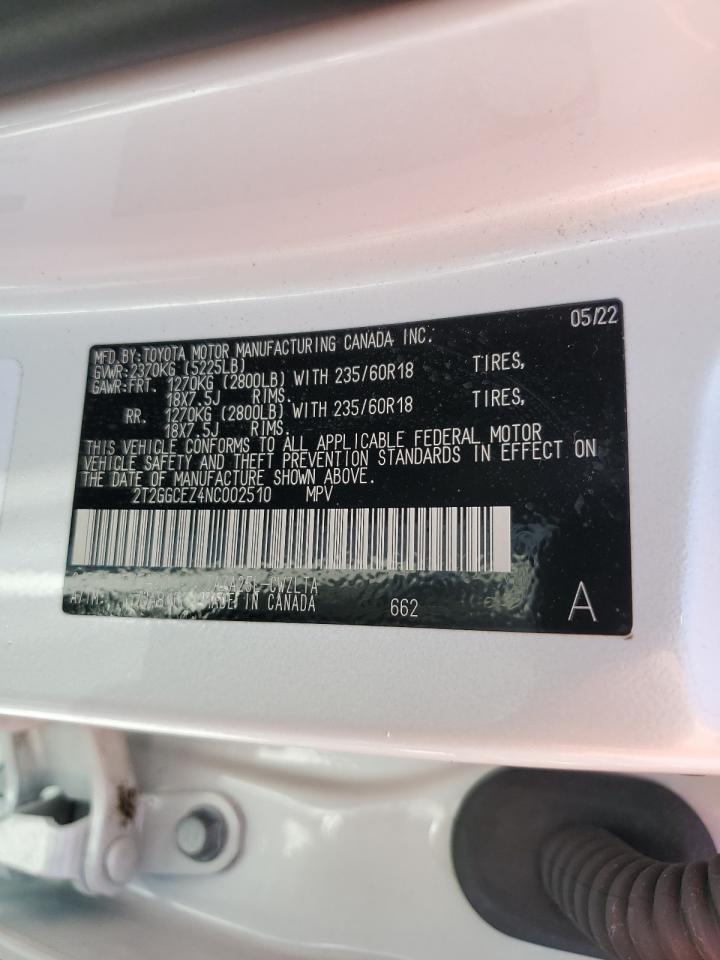 05/22
MFD.BY:TOYOTA MOTOR MANUFACTURING CANADA INC.
GVWR:2370KG (5225LB)
GAWR:FRT. 1270KG (2800LB) WITH 235/60R18 TIRES,
18X7.5J RIMS.
RR. 1270KG (2800LB) WITH 235/60R18 TIRES,
18X7.5J RIMS.
THIS VEHICLE CONFORMS TO ALL APPLICABLE FEDERAL MOTOR
VEHICLE SAFETY AND THEFT PREVENTION STANDARDS IN EFFECT ON
THE DATE OF MANUFACTURE SHOWN ABOVE.
2T2GGCEZ4NC002510 MPV
MADE IN CANADA 662 A